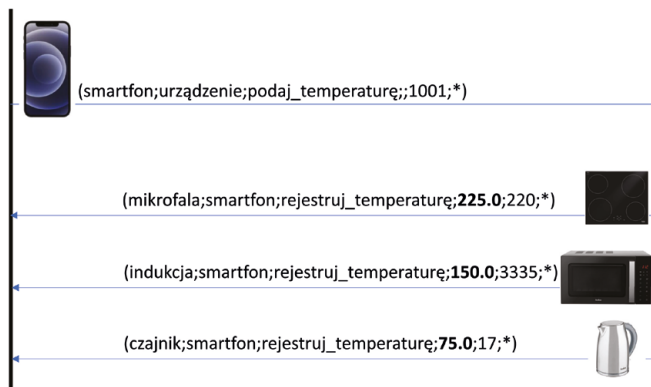 (smartfon;urządzenie;podaj_temperaturę;;1001;*)
(mikrofala;smartfon;rejestruj_temperaturę;225.0;220;*)
(indukcja;smartfon;rejestruj_temperaturę;150.0;3335;*)
(czajnik;smartfon;rejestruj_temperaturę;75.0;17;*)